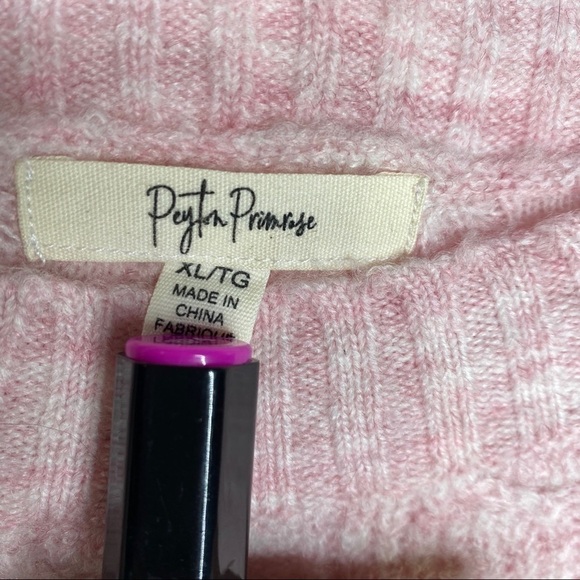 Peyton Primrose
XL/TG
MADE IN
CHINA
FABRIQUE